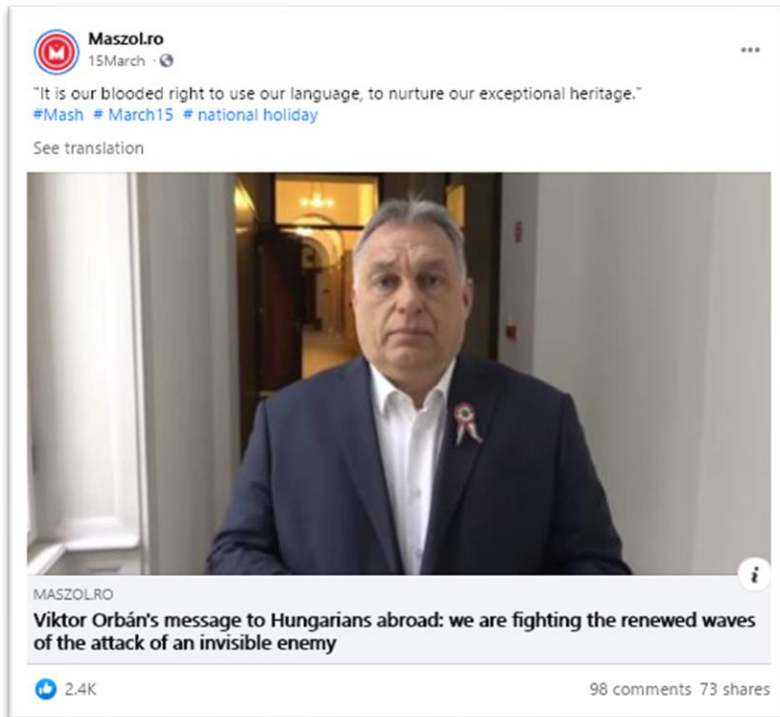 Maszol.ro
15March ·
"It is our blooded right to use our language, to nurture our exceptional heritage."
#Mash # March15 # national holiday
See translation
MASZOL.RO
Viktor Orbán's message to Hungarians abroad: we are fighting the renewed waves
of the attack of an invisible enemy
2.4K
98 comments 73 shares